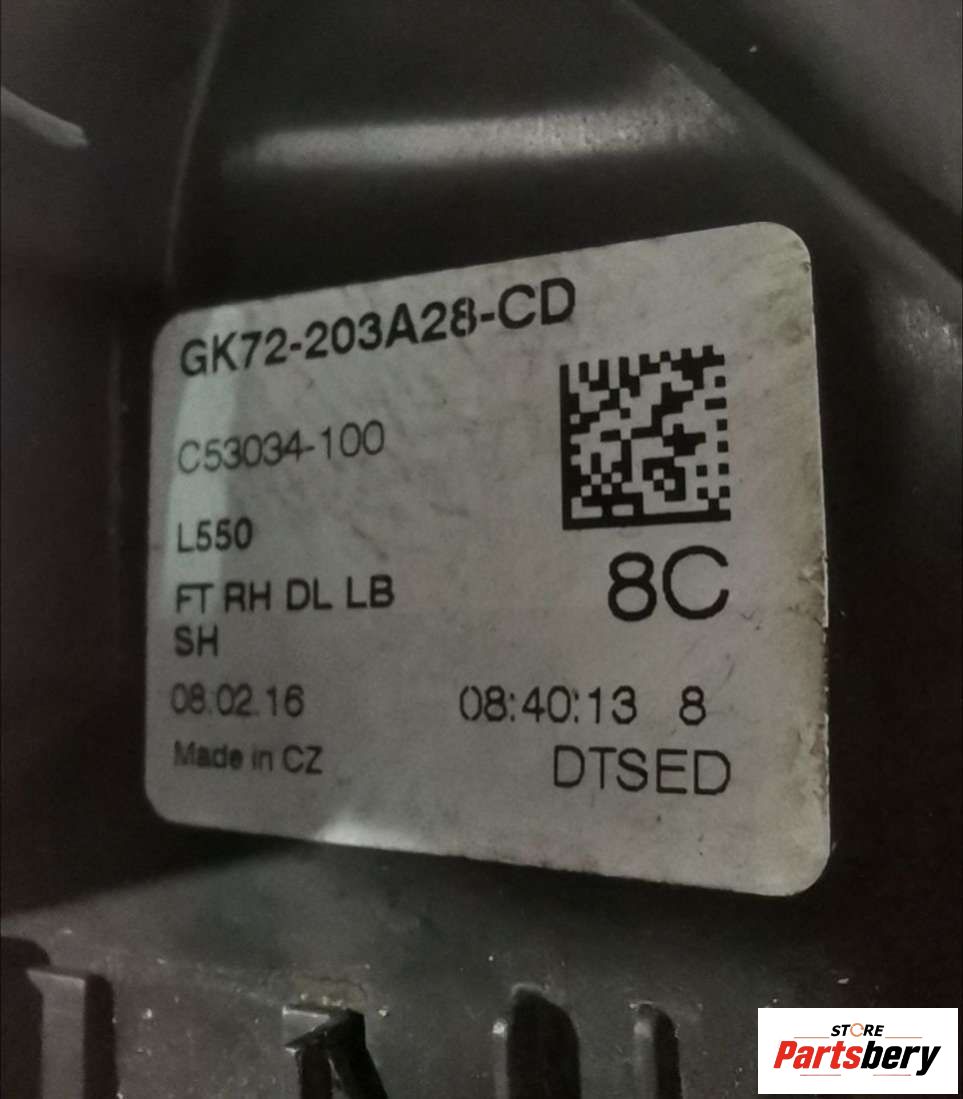 GK72-203A28-CD
C53034-100
L550
8C
FT RH DL LB
SH
08.02.16 08:40:13 8
Made in CZ
DTSED
STORE
Partsbery